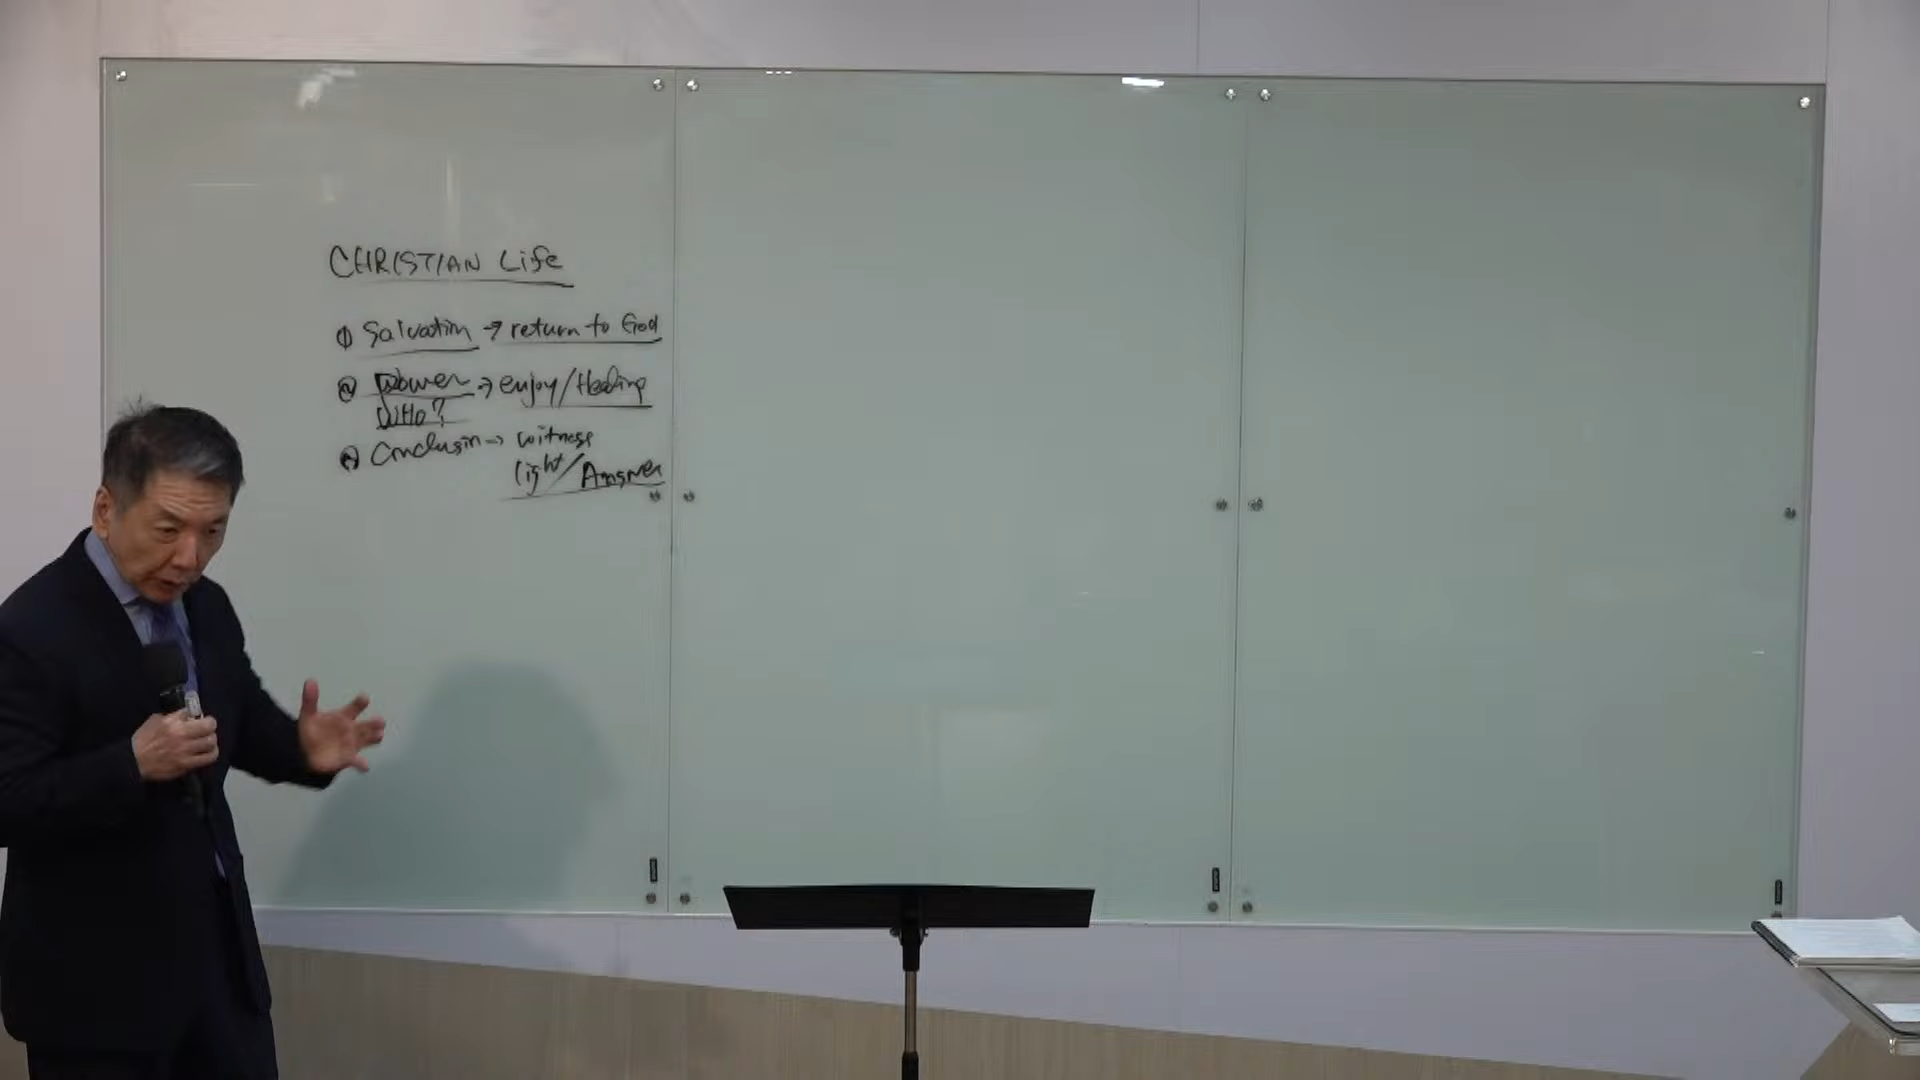 CHRISTIAN Life
① Salvation → return to God
② Power → enjoy/Healing
WHo?
③ Conclusion → witness
light/Answer